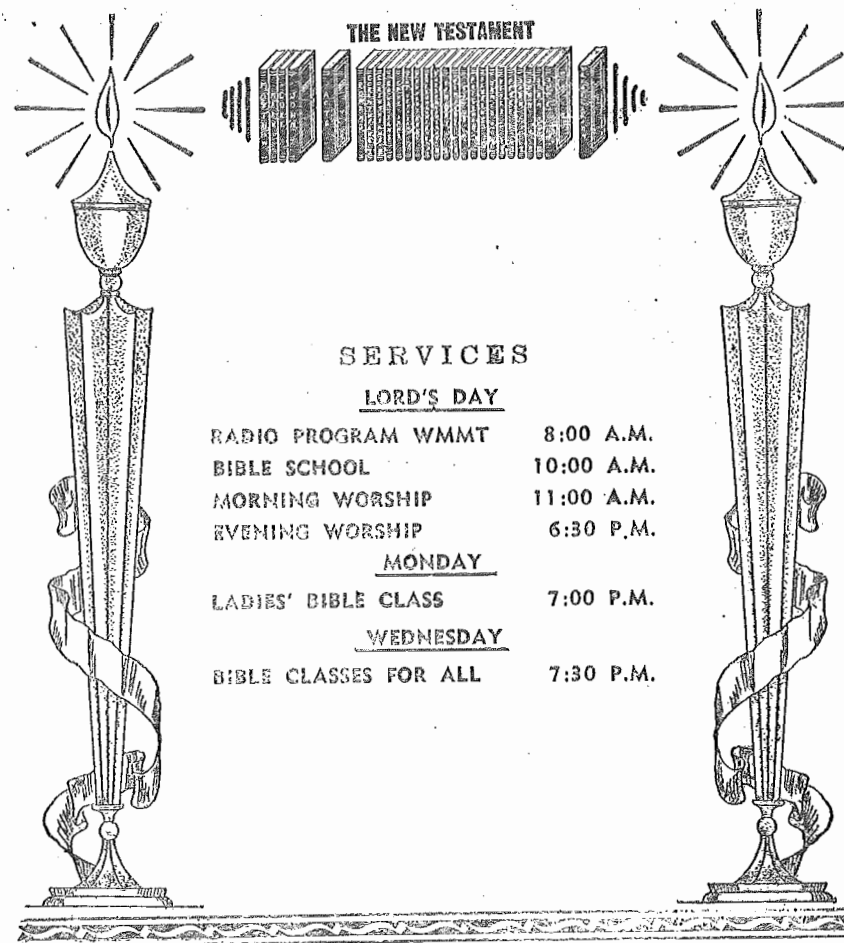 THE NEW TESTAMENT
SERVICES
LORD'S DAY
RADIO PROGRAM WMMT 8:00 A.M.
BIBLE SCHOOL 10:00 A.M.
MORNING WORSHIP 11:00 A.M.
EVENING WORSHIP 6:30 P.M.
MONDAY
LADIES' BIBLE CLASS 7:00 P.M.
WEDNESDAY
BIBLE CLASSES FOR ALL 7:30 P.M.